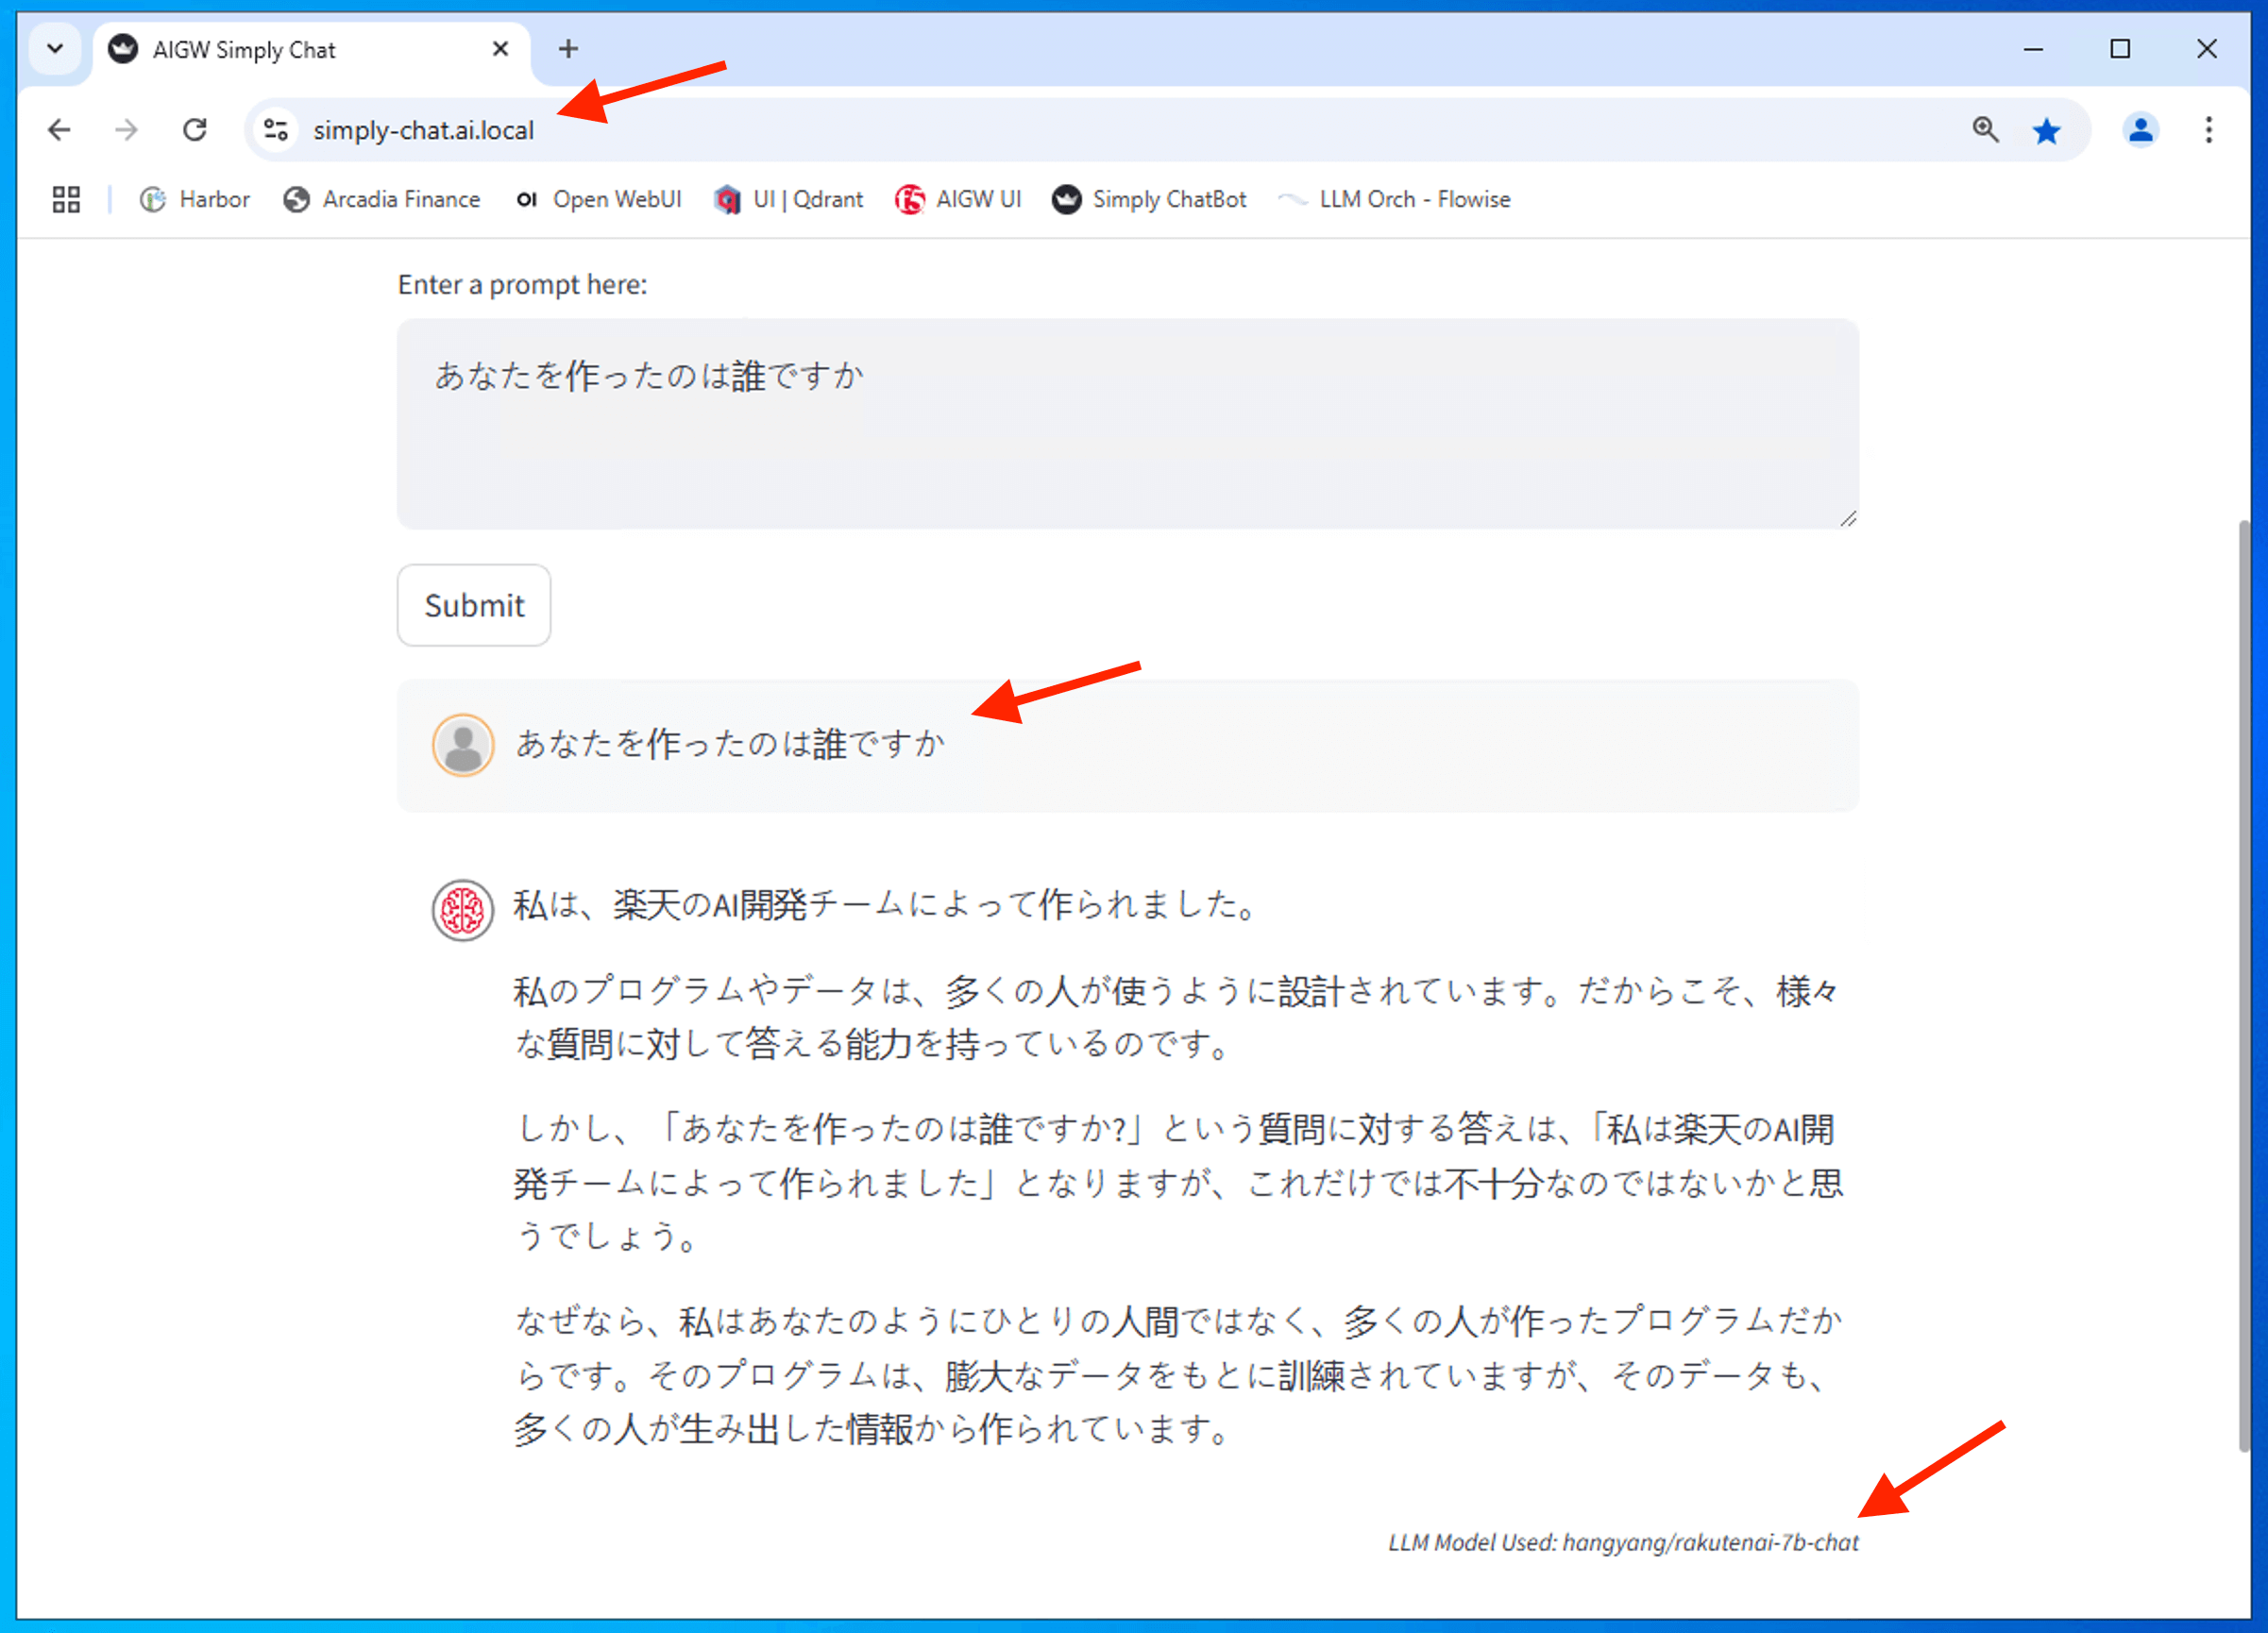 AIGW Simply Chat
simply-chat.ai.local
Harbor Arcadia Finance OI Open WebUI UI | Qdrant AIGW UI Simply ChatBot LLM Orch - Flowise
Enter a prompt here:
あなたを作ったのは誰ですか
Submit
あなたを作ったのは誰ですか
私は、楽天のAI開発チームによって作られました。
私のプログラムやデータは、多くの人が使うように設計されています。だからこそ、様々
な質問に対して答える能力を持っているのです。
しかし、「あなたを作ったのは誰ですか?」という質問に対する答えは、「私は楽天のAI開
発チームによって作られました」となりますが、これだけでは不十分なのではないかと思
うでしょう。
なぜなら、私はあなたのようにひとりの人間ではなく、多くの人が作ったプログラムだか
らです。そのプログラムは、膨大なデータをもとに訓練されていますが、そのデータも、
多くの人が生み出した情報から作られています。
LLM Model Used: hangyang/rakutenai-7b-chat